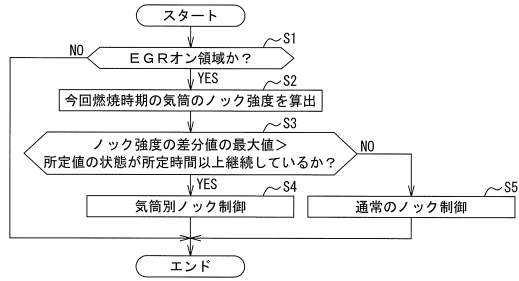 スタート
S1
EGRオン領域か?
NO
YES
S2
今回燃焼時期の気筒のノック強度を算出
S3
ノック強度の差分値の最大値>
所定値の状態が所定時間以上継続しているか?
NO
YES
S4
気筒別ノック制御
S5
通常のノック制御
エンド